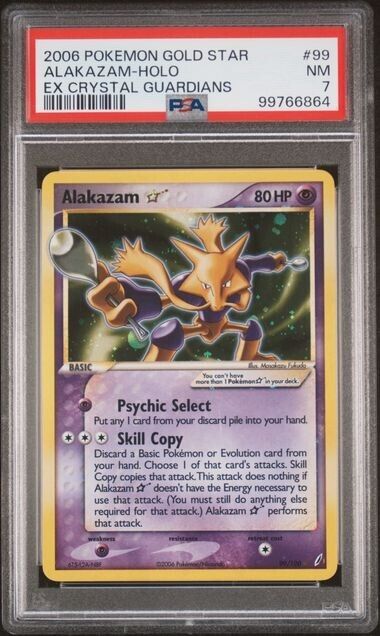 2006 POKEMON GOLD STAR #99
ALAKAZAM-HOLO NM
EX CRYSTAL GUARDIANS 7
PSA 99766864
Alakazam ☆ 80 HP
BASIC
Illus. Masakazu Fukuda
You can't have
more than 1 Pokémon☆ in your deck.
Psychic Select
Put any 1 card from your discard pile into your hand.
Skill Copy
Discard a Basic Pokémon or Evolution card from
your hand. Choose 1 of that card's attacks. Skill
Copy copies that attack. This attack does nothing if
Alakazam ☆ doesn't have the Energy necessary to
use that attack. (You must still do anything else
required for that attack.) Alakazam ☆ performs
that attack.
weakness resistance retreat cost
©2006 Pokémon/Nintendo 99/100